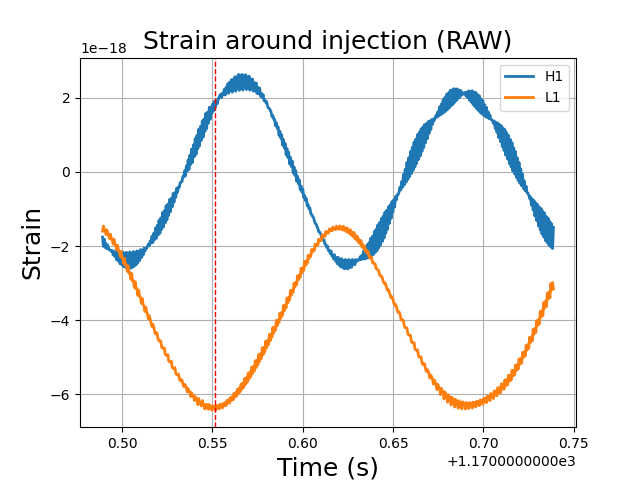 Strain around injection (RAW)
1e−18
H1
L1
2
0
−2
−4
−6
Strain
0.50 0.55 0.60 0.65 0.70 0.75
+1.1700000000e3
Time (s)